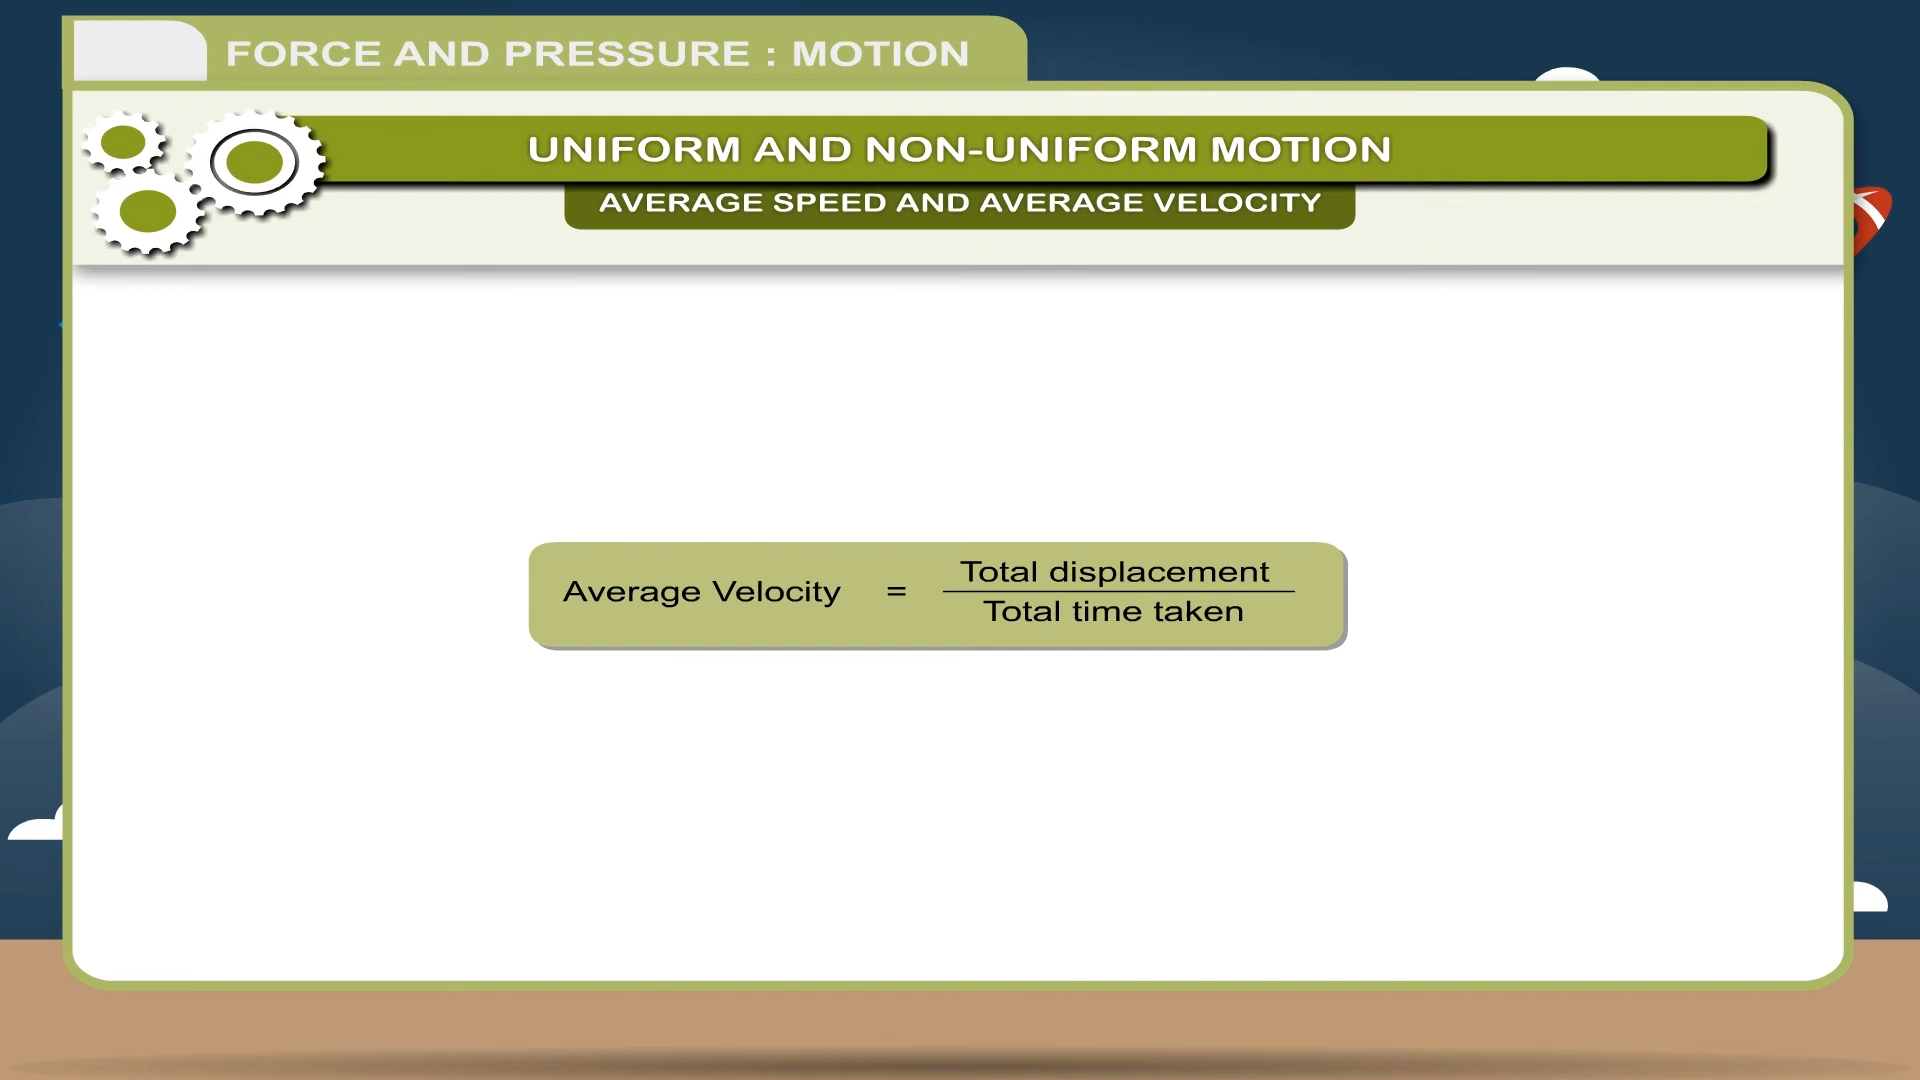 FORCE AND PRESSURE : MOTION
UNIFORM AND NON-UNIFORM MOTION
AVERAGE SPEED AND AVERAGE VELOCITY
Total displacement
Average Velocity =
Total time taken